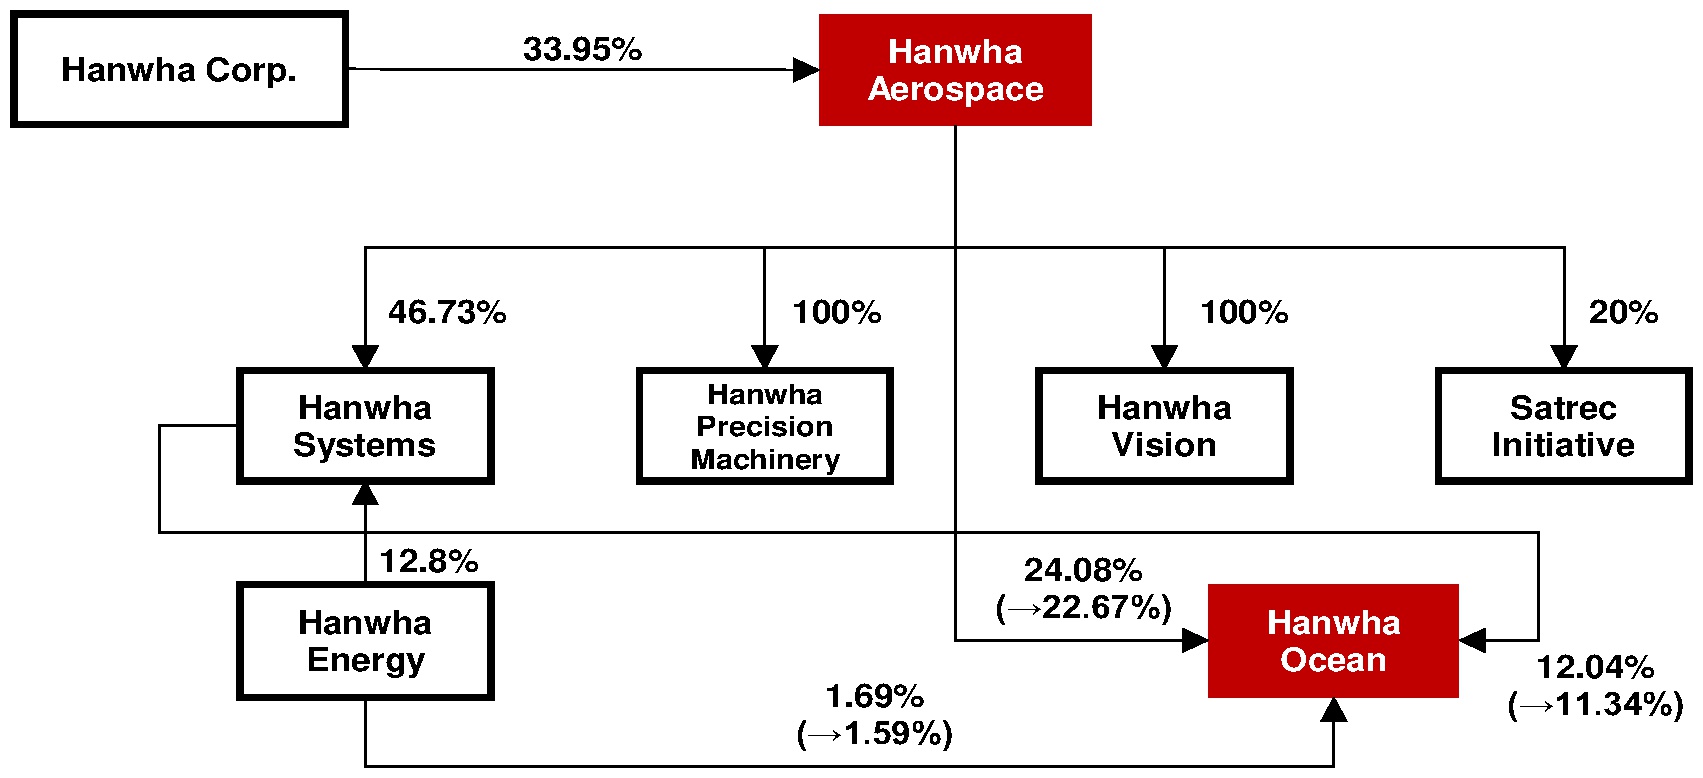 Hanwha Corp.
33.95%
Hanwha
Aerospace
46.73%
100%
100%
20%
Hanwha
Systems
Hanwha
Precision
Machinery
Hanwha
Vision
Satrec
Initiative
12.8%
24.08%
(→22.67%)
Hanwha
Energy
Hanwha
Ocean
12.04%
(→11.34%)
1.69%
(→1.59%)